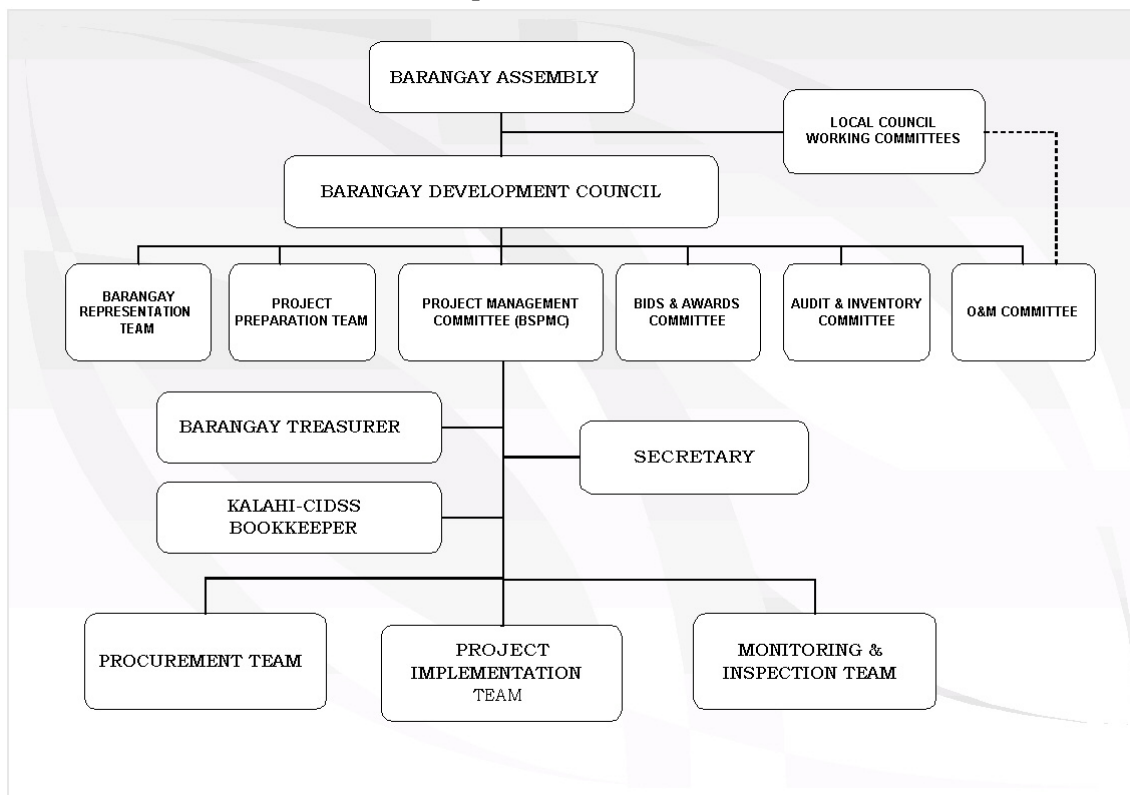 BARANGAY ASSEMBLY
LOCAL COUNCIL
WORKING COMMITTEES
BARANGAY DEVELOPMENT COUNCIL
BARANGAY
REPRESENTATION
TEAM
PROJECT
PREPARATION TEAM
PROJECT MANAGEMENT
COMMITTEE (BSPMC)
BIDS & AWARDS
COMMITTEE
AUDIT & INVENTORY
COMMITTEE
O&M COMMITTEE
BARANGAY TREASURER
SECRETARY
KALAHI-CIDSS
BOOKKEEPER
PROCUREMENT TEAM
PROJECT
IMPLEMENTATION
TEAM
MONITORING &
INSPECTION TEAM